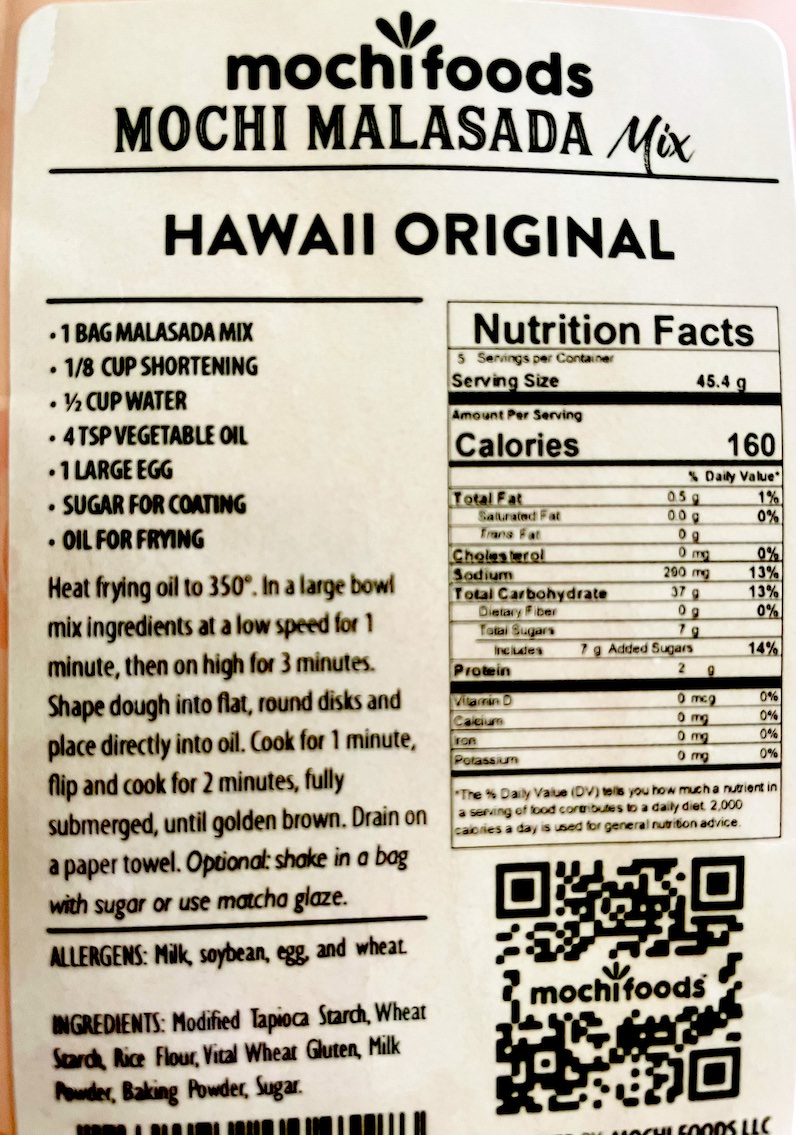 mochifoods
MOCHI MALASADA Mix
HAWAII ORIGINAL
• 1 BAG MALASADA MIX
• 1/8 CUP SHORTENING
• ½ CUP WATER
• 4 TSP VEGETABLE OIL
• 1 LARGE EGG
• SUGAR FOR COATING
• OIL FOR FRYING
Heat frying oil to 350°. In a large bowl
mix ingredients at a low speed for 1
minute, then on high for 3 minutes.
Shape dough into flat, round disks and
place directly into oil. Cook for 1 minute,
flip and cook for 2 minutes, fully
submerged, until golden brown. Drain on
a paper towel. Optional: shake in a bag
with sugar or use matcha glaze.
ALLERGENS: Milk, soybean, egg, and wheat.
INGREDIENTS: Modified Tapioca Starch, Wheat
Starch, Rice Flour, Vital Wheat Gluten, Milk
Powder, Baking Powder, Sugar.
Nutrition Facts
5 Servings per Container
Serving Size 45.4 g
Amount Per Serving
Calories 160
% Daily Value*
Total Fat 0.5 g 1%
Saturated Fat 0.0 g 0%
Trans Fat 0 g
Cholesterol 0 mg 0%
Sodium 290 mg 13%
Total Carbohydrate 37 g 13%
Dietary Fiber 0 g 0%
Total Sugars 7 g
Includes 7 g Added Sugars 14%
Protein 2 g
Vitamin D 0 mcg 0%
Calcium 0 mg 0%
Iron 0 mg 0%
Potassium 0 mg 0%
*The % Daily Value (DV) tells you how much a nutrient in
a serving of food contributes to a daily diet. 2,000
calories a day is used for general nutrition advice.
mochifoods™
BY MOCHI FOODS LLC